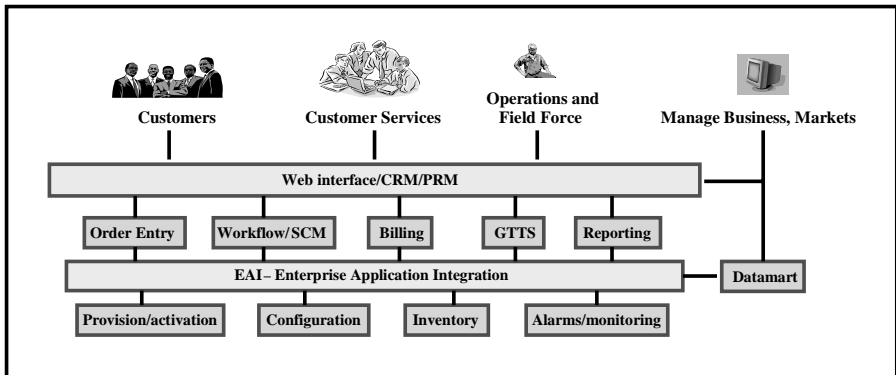 Customers
Customer Services
Operations and
Field Force
Manage Business, Markets
Web interface/CRM/PRM
Order Entry
Workflow/SCM
Billing
GTTS
Reporting
EAI– Enterprise Application Integration
Datamart
Provision/activation
Configuration
Inventory
Alarms/monitoring